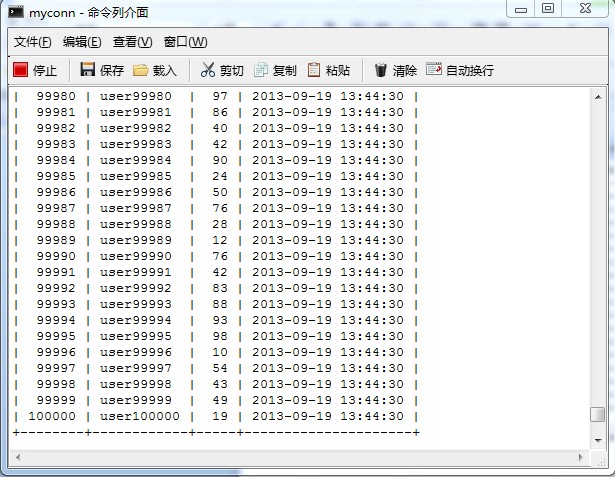 myconn - 命令列介面
文件(F) 编辑(E) 查看(V) 窗口(W)
停止 保存 载入 剪切 复制 粘贴 清除 自动换行
|  99980 | user99980  |  97 | 2013-09-19 13:44:30 |
|  99981 | user99981  |  86 | 2013-09-19 13:44:30 |
|  99982 | user99982  |  40 | 2013-09-19 13:44:30 |
|  99983 | user99983  |  42 | 2013-09-19 13:44:30 |
|  99984 | user99984  |  90 | 2013-09-19 13:44:30 |
|  99985 | user99985  |  24 | 2013-09-19 13:44:30 |
|  99986 | user99986  |  50 | 2013-09-19 13:44:30 |
|  99987 | user99987  |  76 | 2013-09-19 13:44:30 |
|  99988 | user99988  |  28 | 2013-09-19 13:44:30 |
|  99989 | user99989  |  12 | 2013-09-19 13:44:30 |
|  99990 | user99990  |  76 | 2013-09-19 13:44:30 |
|  99991 | user99991  |  42 | 2013-09-19 13:44:30 |
|  99992 | user99992  |  83 | 2013-09-19 13:44:30 |
|  99993 | user99993  |  88 | 2013-09-19 13:44:30 |
|  99994 | user99994  |  93 | 2013-09-19 13:44:30 |
|  99995 | user99995  |  98 | 2013-09-19 13:44:30 |
|  99996 | user99996  |  10 | 2013-09-19 13:44:30 |
|  99997 | user99997  |  54 | 2013-09-19 13:44:30 |
|  99998 | user99998  |  43 | 2013-09-19 13:44:30 |
|  99999 | user99999  |  49 | 2013-09-19 13:44:30 |
| 100000 | user100000 |  19 | 2013-09-19 13:44:30 |
+--------+------------+-----+---------------------+